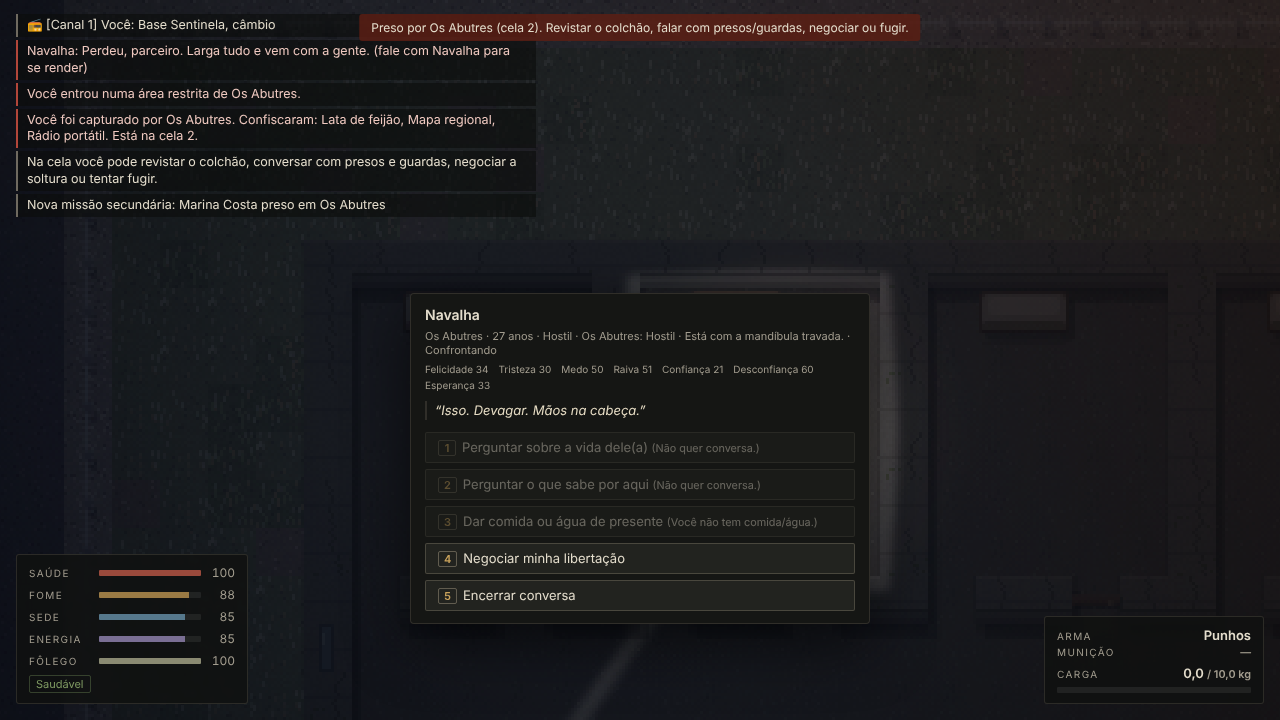 📻 [Canal 1] Você: Base Sentinela, câmbio
Preso por Os Abutres (cela 2). Revistar o colchão, falar com presos/guardas, negociar ou fugir.
Navalha: Perdeu, parceiro. Larga tudo e vem com a gente. (fale com Navalha para
se render)
Você entrou numa área restrita de Os Abutres.
Você foi capturado por Os Abutres. Confiscaram: Lata de feijão, Mapa regional,
Rádio portátil. Está na cela 2.
Na cela você pode revistar o colchão, conversar com presos e guardas, negociar a
soltura ou tentar fugir.
Nova missão secundária: Marina Costa preso em Os Abutres
Navalha
Os Abutres · 27 anos · Hostil · Os Abutres: Hostil · Está com a mandíbula travada. ·
Confrontando
Felicidade 34 Tristeza 30 Medo 50 Raiva 51 Confiança 21 Desconfiança 60
Esperança 33
“Isso. Devagar. Mãos na cabeça.”
1 Perguntar sobre a vida dele(a) (Não quer conversa.)
2 Perguntar o que sabe por aqui (Não quer conversa.)
3 Dar comida ou água de presente (Você não tem comida/água.)
4 Negociar minha libertação
5 Encerrar conversa
SAÚDE 100
FOME 88
SEDE 85
ENERGIA 85
FÔLEGO 100
Saudável
ARMA Punhos
MUNIÇÃO —
CARGA 0,0 / 10,0 kg